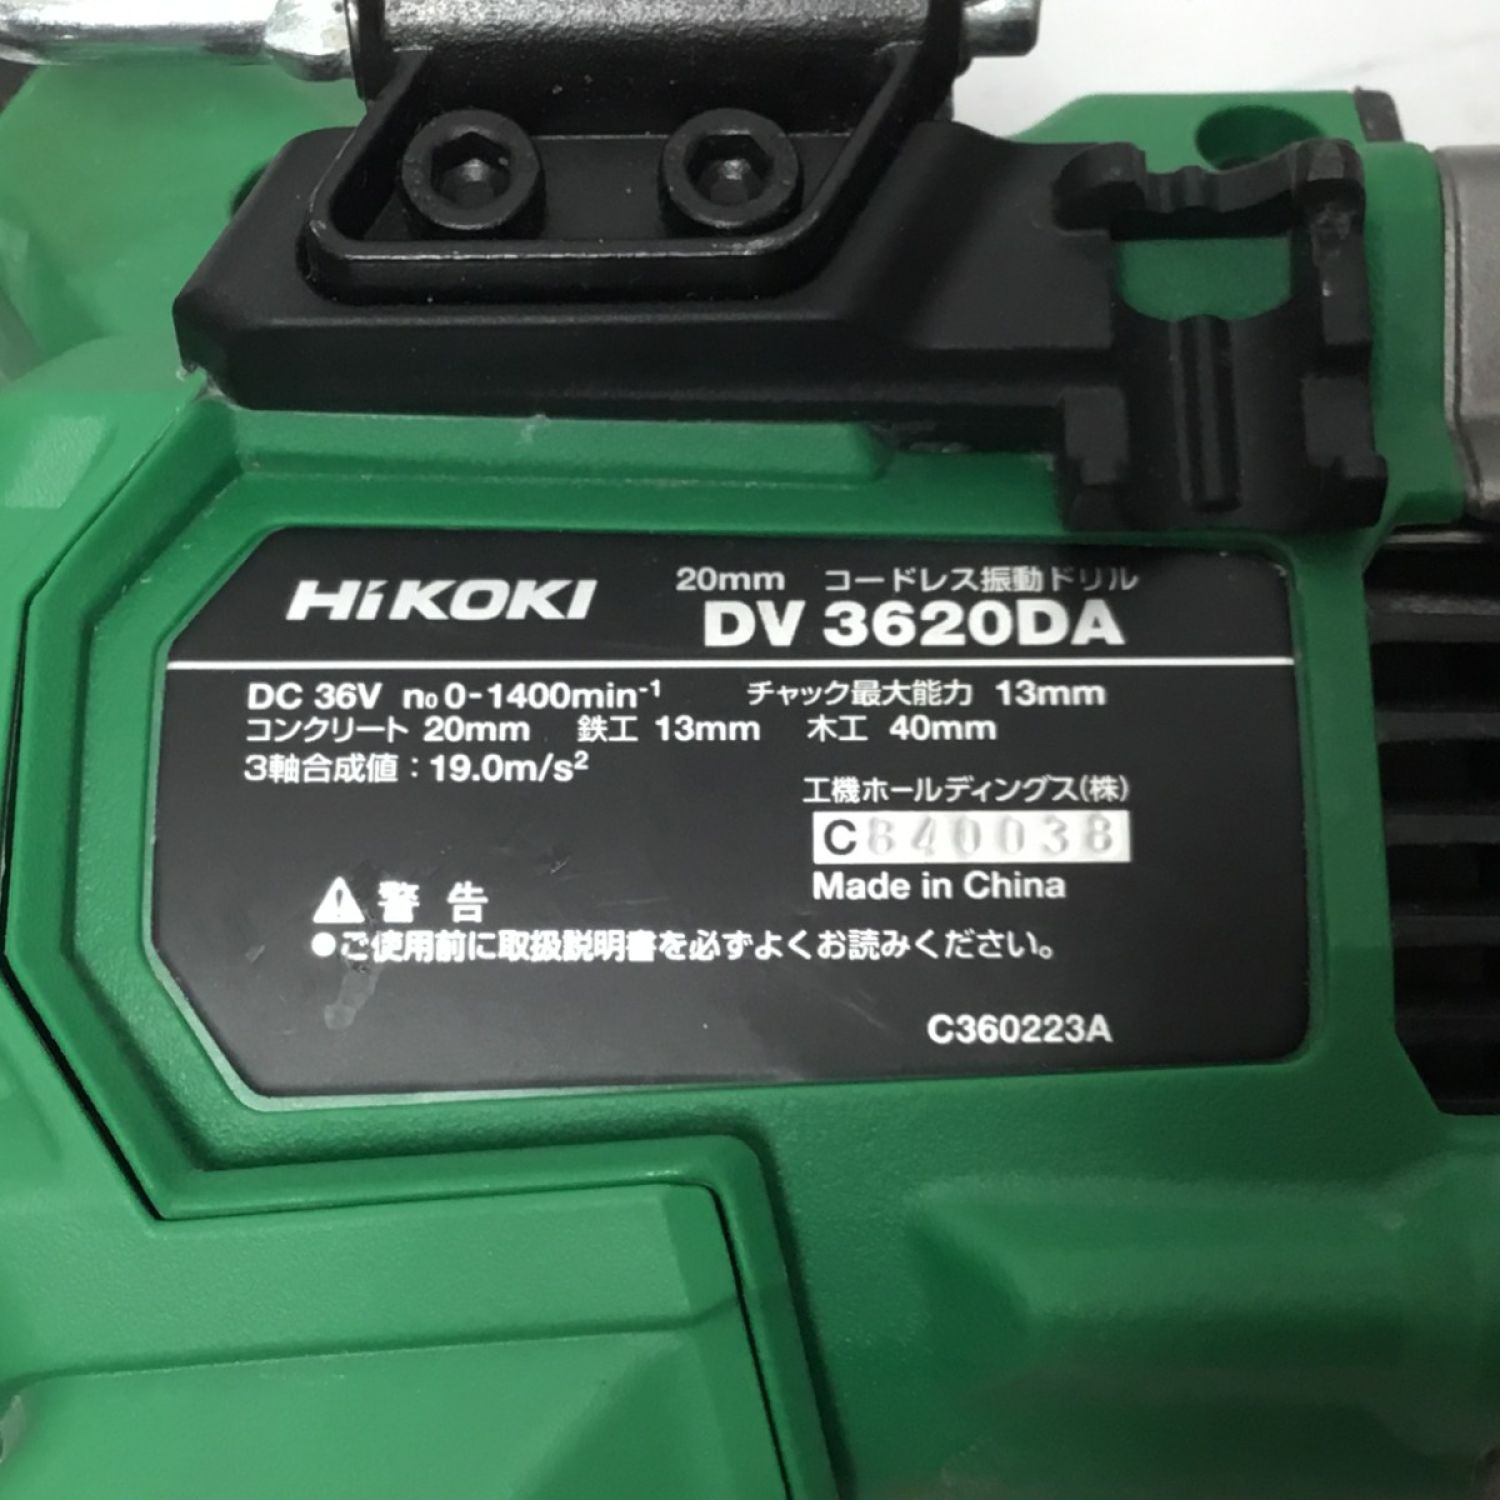 HiKOKI
20mm コードレス振動ドリル
DV 3620DA
DC 36V n₀ 0-1400min⁻¹ チャック最大能力 13mm
コンクリート 20mm 鉄工 13mm 木工 40mm
3軸合成値：19.0m/s²
工機ホールディングス(株)
C840038
Made in China
警告
●ご使用前に取扱説明書を必ずよくお読みください。
C360223A